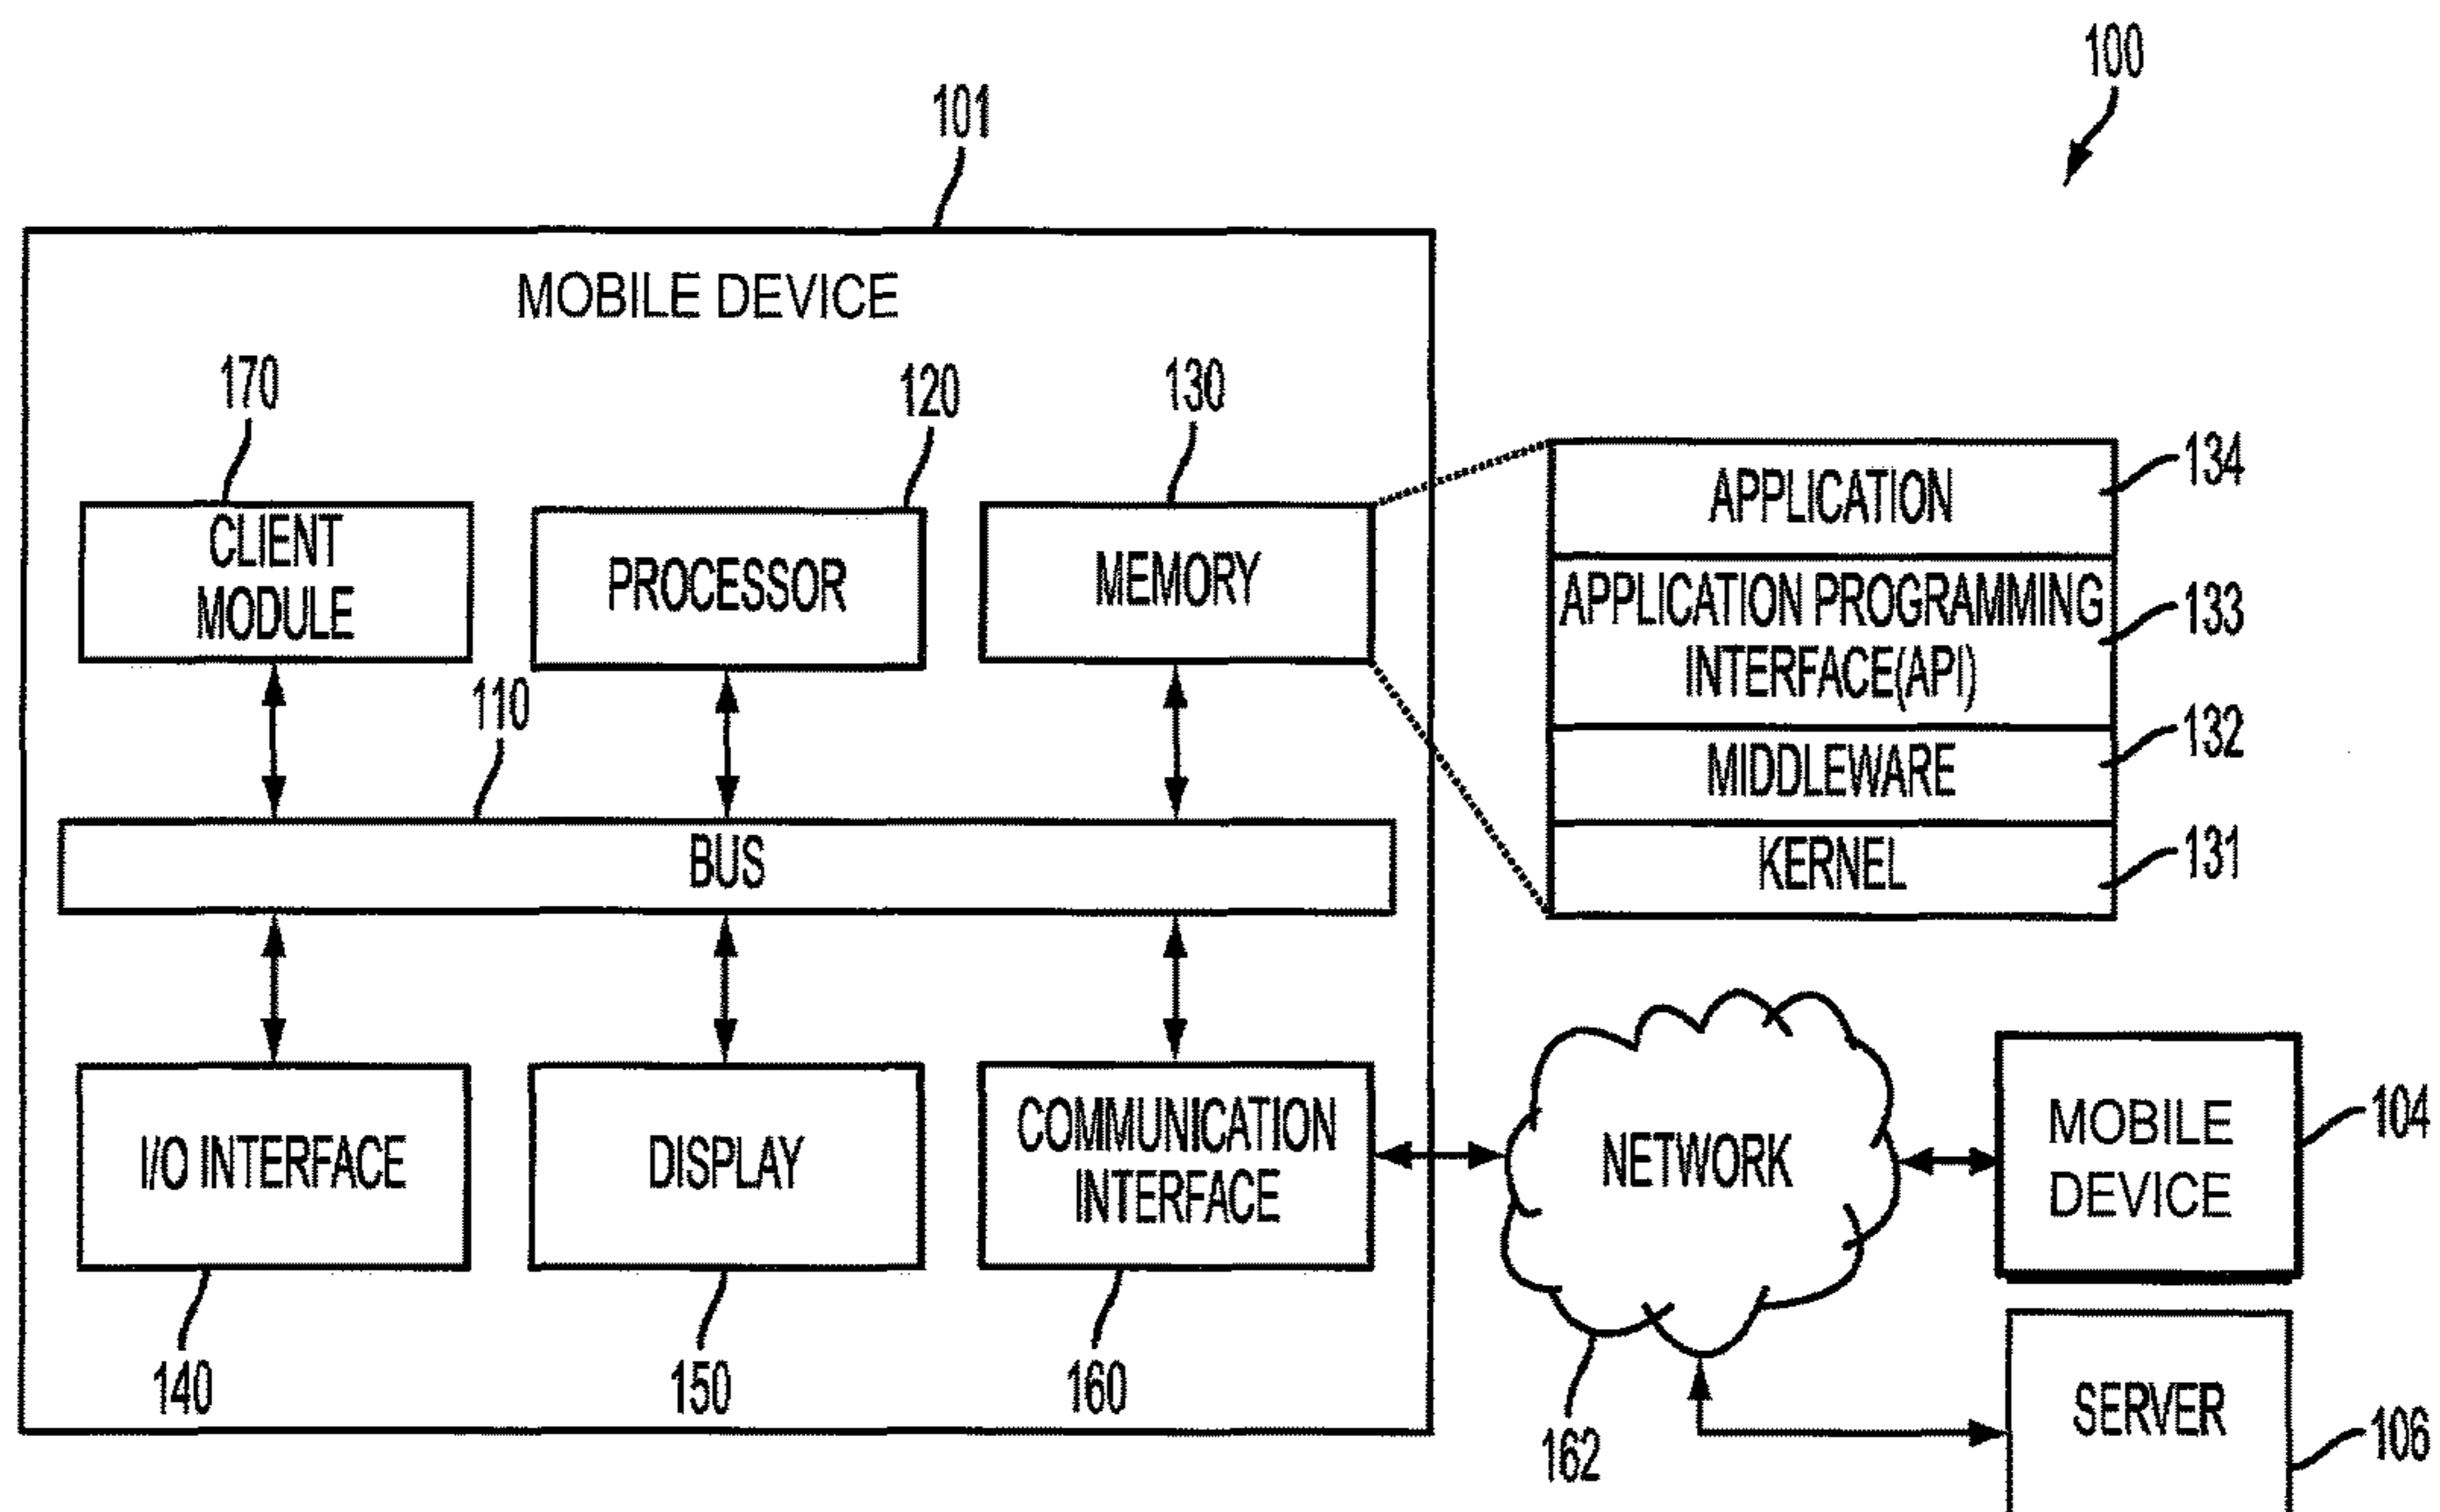 100
101
MOBILE DEVICE
170
120
130
CLIENT
MODULE
PROCESSOR
MEMORY
110
BUS
I/O INTERFACE
DISPLAY
COMMUNICATION
INTERFACE
140
150
160
APPLICATION
134
APPLICATION PROGRAMMING
INTERFACE(API)
133
MIDDLEWARE
132
KERNEL
131
NETWORK
162
MOBILE
DEVICE
104
SERVER
106